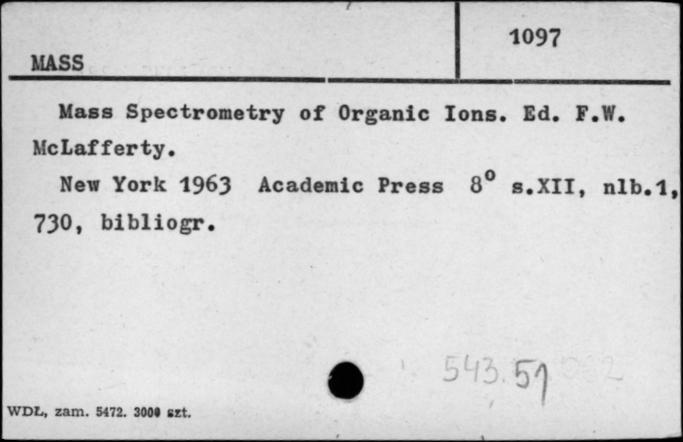 1097
MASS
Mass Spectrometry of Organic Ions. Ed. F.W.
McLafferty.
New York 1963 Academic Press 8° s.XII, nlb.1,
730, bibliogr.
543.51
WDŁ, zam. 5472. 3000 szt.